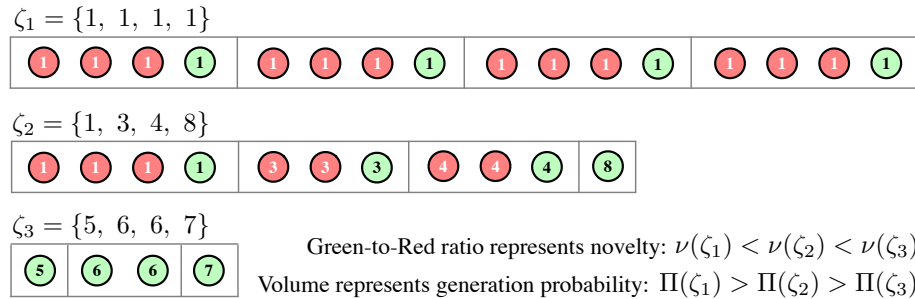 ζ₁ = {1, 1, 1, 1}
1 1 1 1 1 1 1 1 1 1 1 1 1 1 1 1
ζ₂ = {1, 3, 4, 8}
1 1 1 1 3 3 3 4 4 4 8
ζ₃ = {5, 6, 6, 7}
5 6 6 7
Green-to-Red ratio represents novelty: ν(ζ₁) < ν(ζ₂) < ν(ζ₃)
Volume represents generation probability: Π(ζ₁) > Π(ζ₂) > Π(ζ₃)